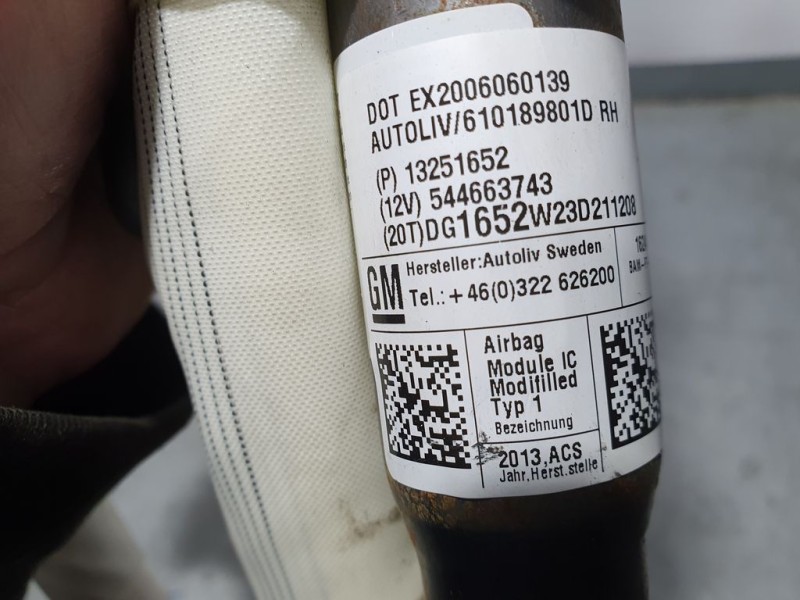 DOT EX2006060139
AUTOLIV/610189801D RH
(P) 13251652
(12V) 544663743
(20T)DG1652W23D211208
GM
Hersteller:Autoliv Sweden
Tel.: +46(0)322 626200
Airbag
Module IC
Modifilled
Typ 1
Bezeichnung
2013,ACS
Jahr,Herst.stelle